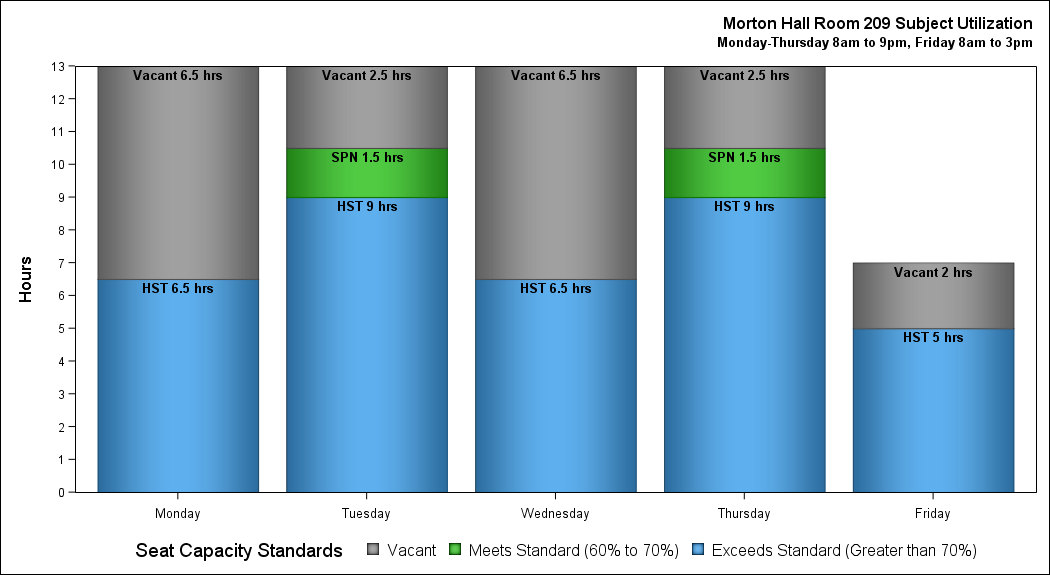 Morton Hall Room 209 Subject Utilization
Monday-Thursday 8am to 9pm, Friday 8am to 3pm
Hours
13
12
11
10
9
8
7
6
5
4
3
2
1
0
Vacant 6.5 hrs
HST 6.5 hrs
Vacant 2.5 hrs
SPN 1.5 hrs
HST 9 hrs
Vacant 6.5 hrs
HST 6.5 hrs
Vacant 2.5 hrs
SPN 1.5 hrs
HST 9 hrs
Vacant 2 hrs
HST 5 hrs
Monday Tuesday Wednesday Thursday Friday
Seat Capacity Standards Vacant Meets Standard (60% to 70%) Exceeds Standard (Greater than 70%)